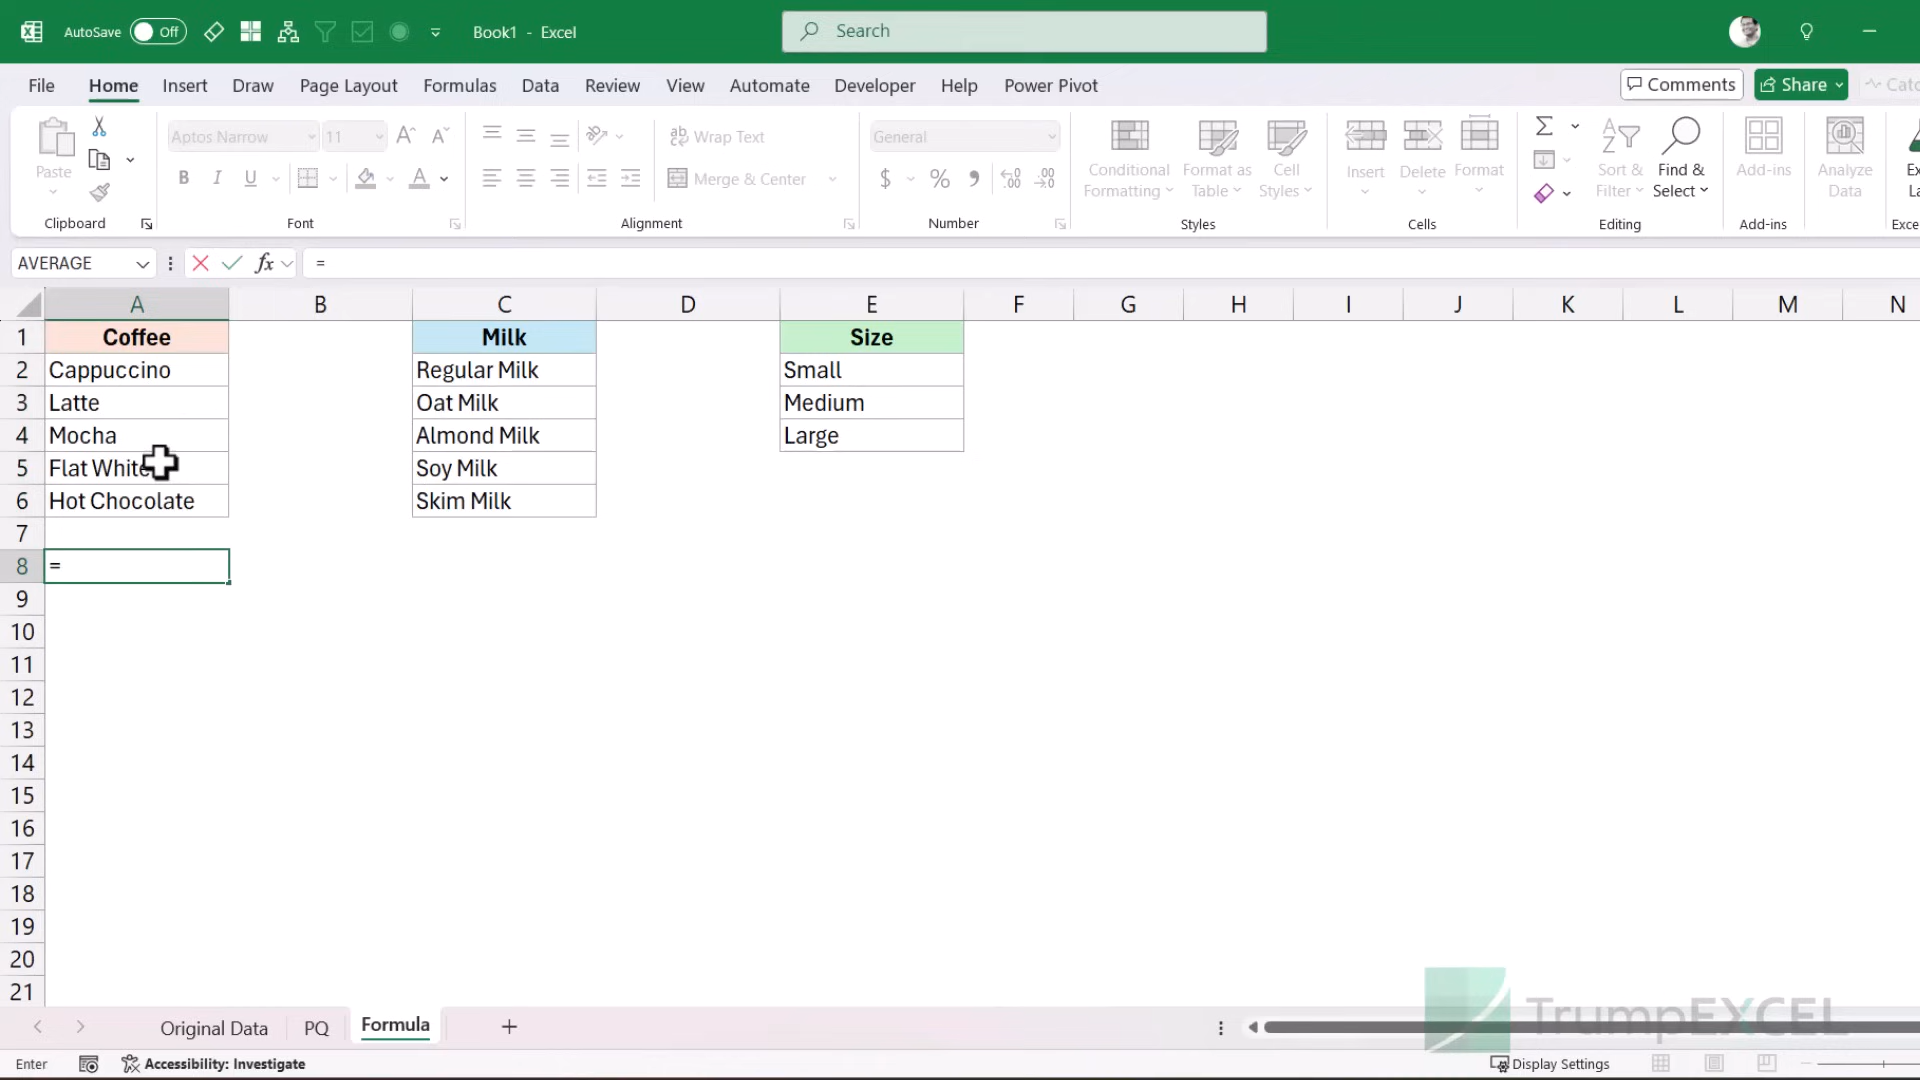 AutoSave Off Book1 - Excel Search
File Home Insert Draw Page Layout Formulas Data Review View Automate Developer Help Power Pivot Comments Share
Aptos Narrow 11 Wrap Text General
Paste Conditional Format as Cell Insert Delete Format Sort & Find & Add-ins Analyze
B I U Merge & Center $ % Formatting Table Styles Filter Select Data
Clipboard Font Alignment Number Styles Cells Editing Add-ins
AVERAGE fx =
A B C D E F G H I J K L M N
1 Coffee Milk Size
2 Cappuccino Regular Milk Small
3 Latte Oat Milk Medium
4 Mocha Almond Milk Large
5 Flat White Soy Milk
6 Hot Chocolate Skim Milk
7
8 =
9
10
11
12
13
14
15
16
17
18
19
20
21
Original Data PQ Formula +
TrumpEXCEL
Enter Accessibility: Investigate Display Settings